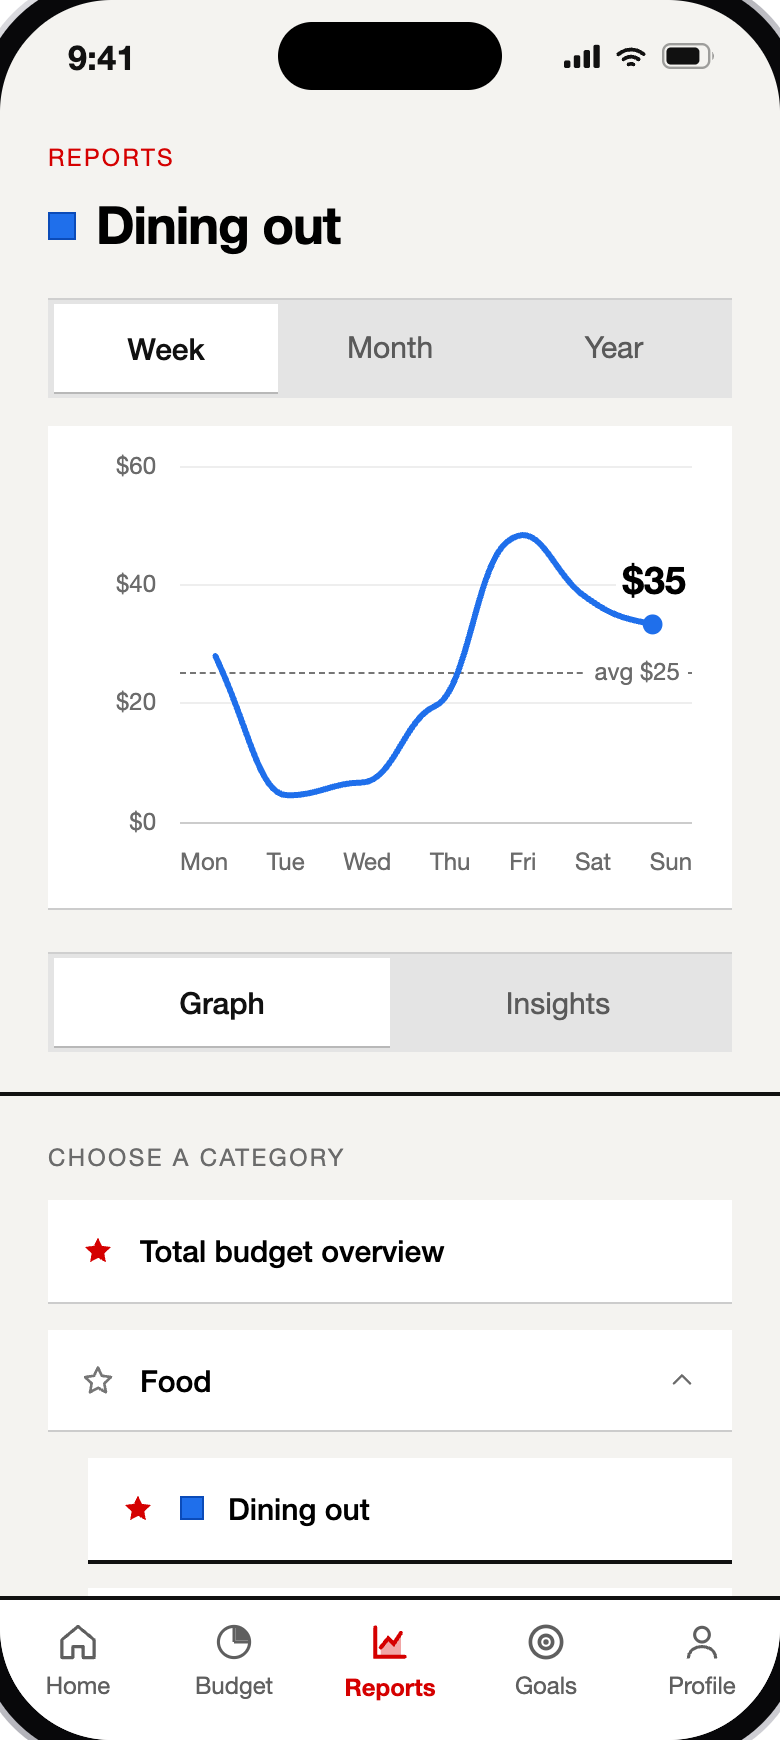 9:41
REPORTS
Dining out
Week Month Year
$60
$40
$35
avg $25
$20
$0
Mon Tue Wed Thu Fri Sat Sun
Graph Insights
CHOOSE A CATEGORY
Total budget overview
Food
Dining out
Home Budget Reports Goals Profile